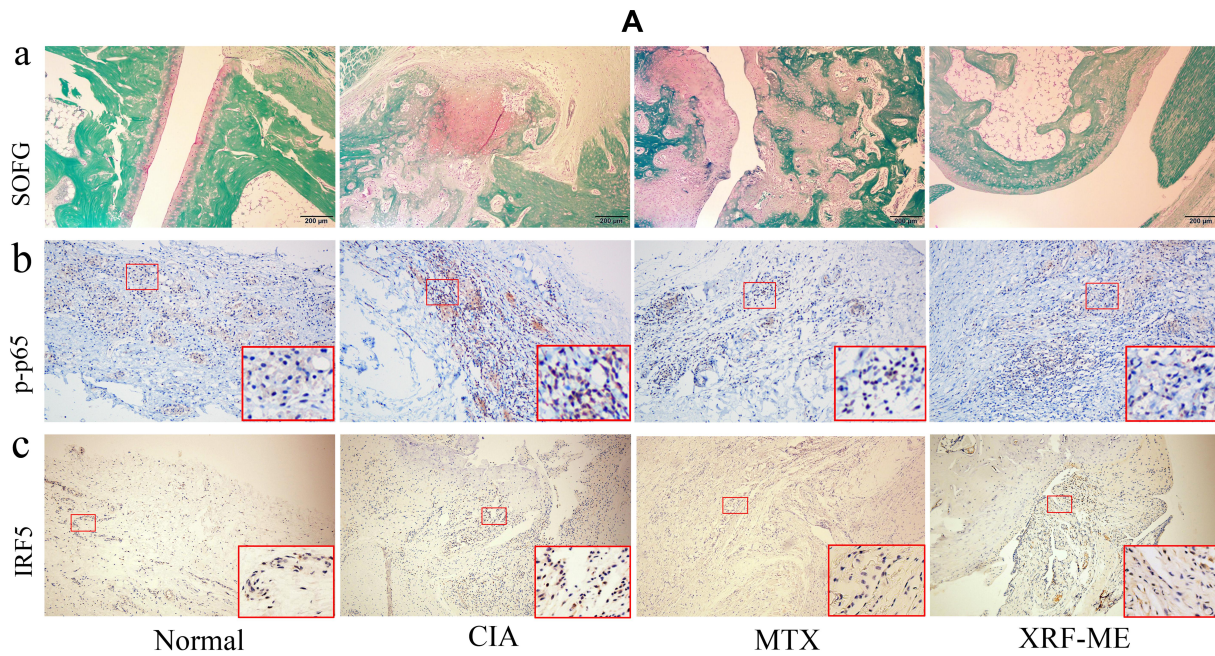 A
a
SOFG
200 µm
200 µm
200 µm
200 µm
b
p-p65
c
IRF5
Normal
CIA
MTX
XRF-ME